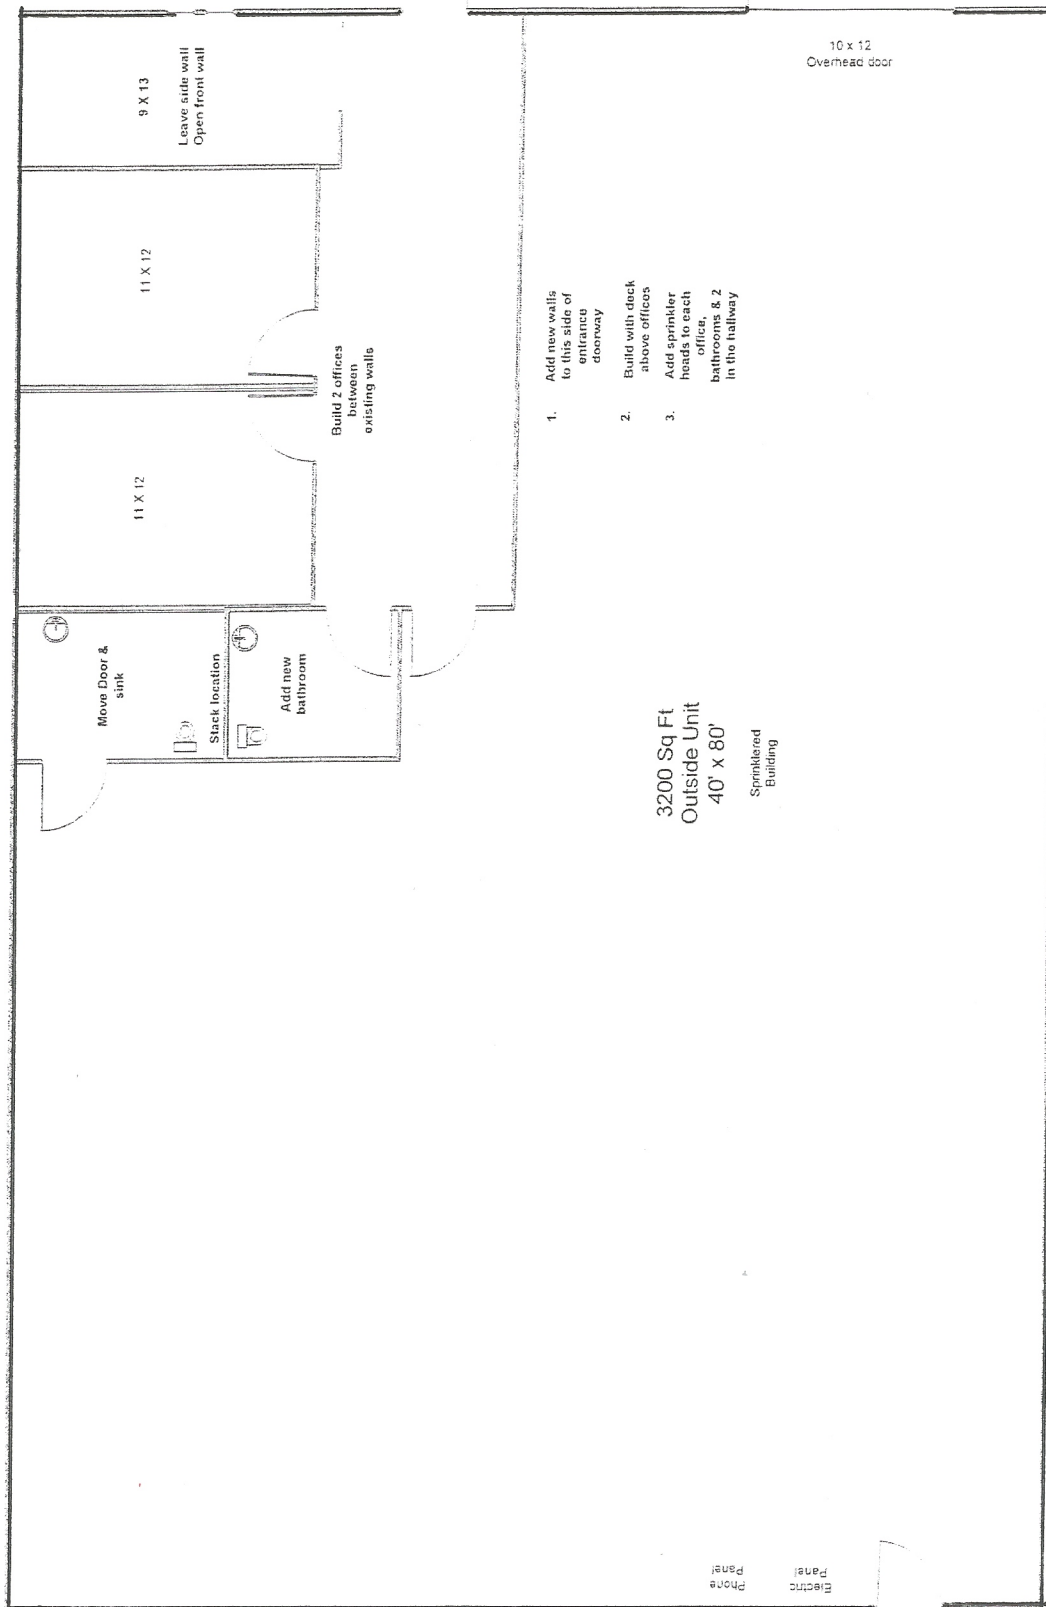 10 x 12
Overhead door
9 X 13
Leave side wall
Open front wall
11 X 12
11 X 12
Build 2 offices
between
existing walls
1. Add new walls
to this side of
entrance
doorway
2. Build with deck
above offices
3. Add sprinkler
heads to each
office,
bathrooms & 2
in the hallway
Move Door &
sink
Stack location
Add new
bathroom
3200 Sq Ft
Outside Unit
40' x 80'
Sprinklered
Building
Phone
Panel
Electric
Panel